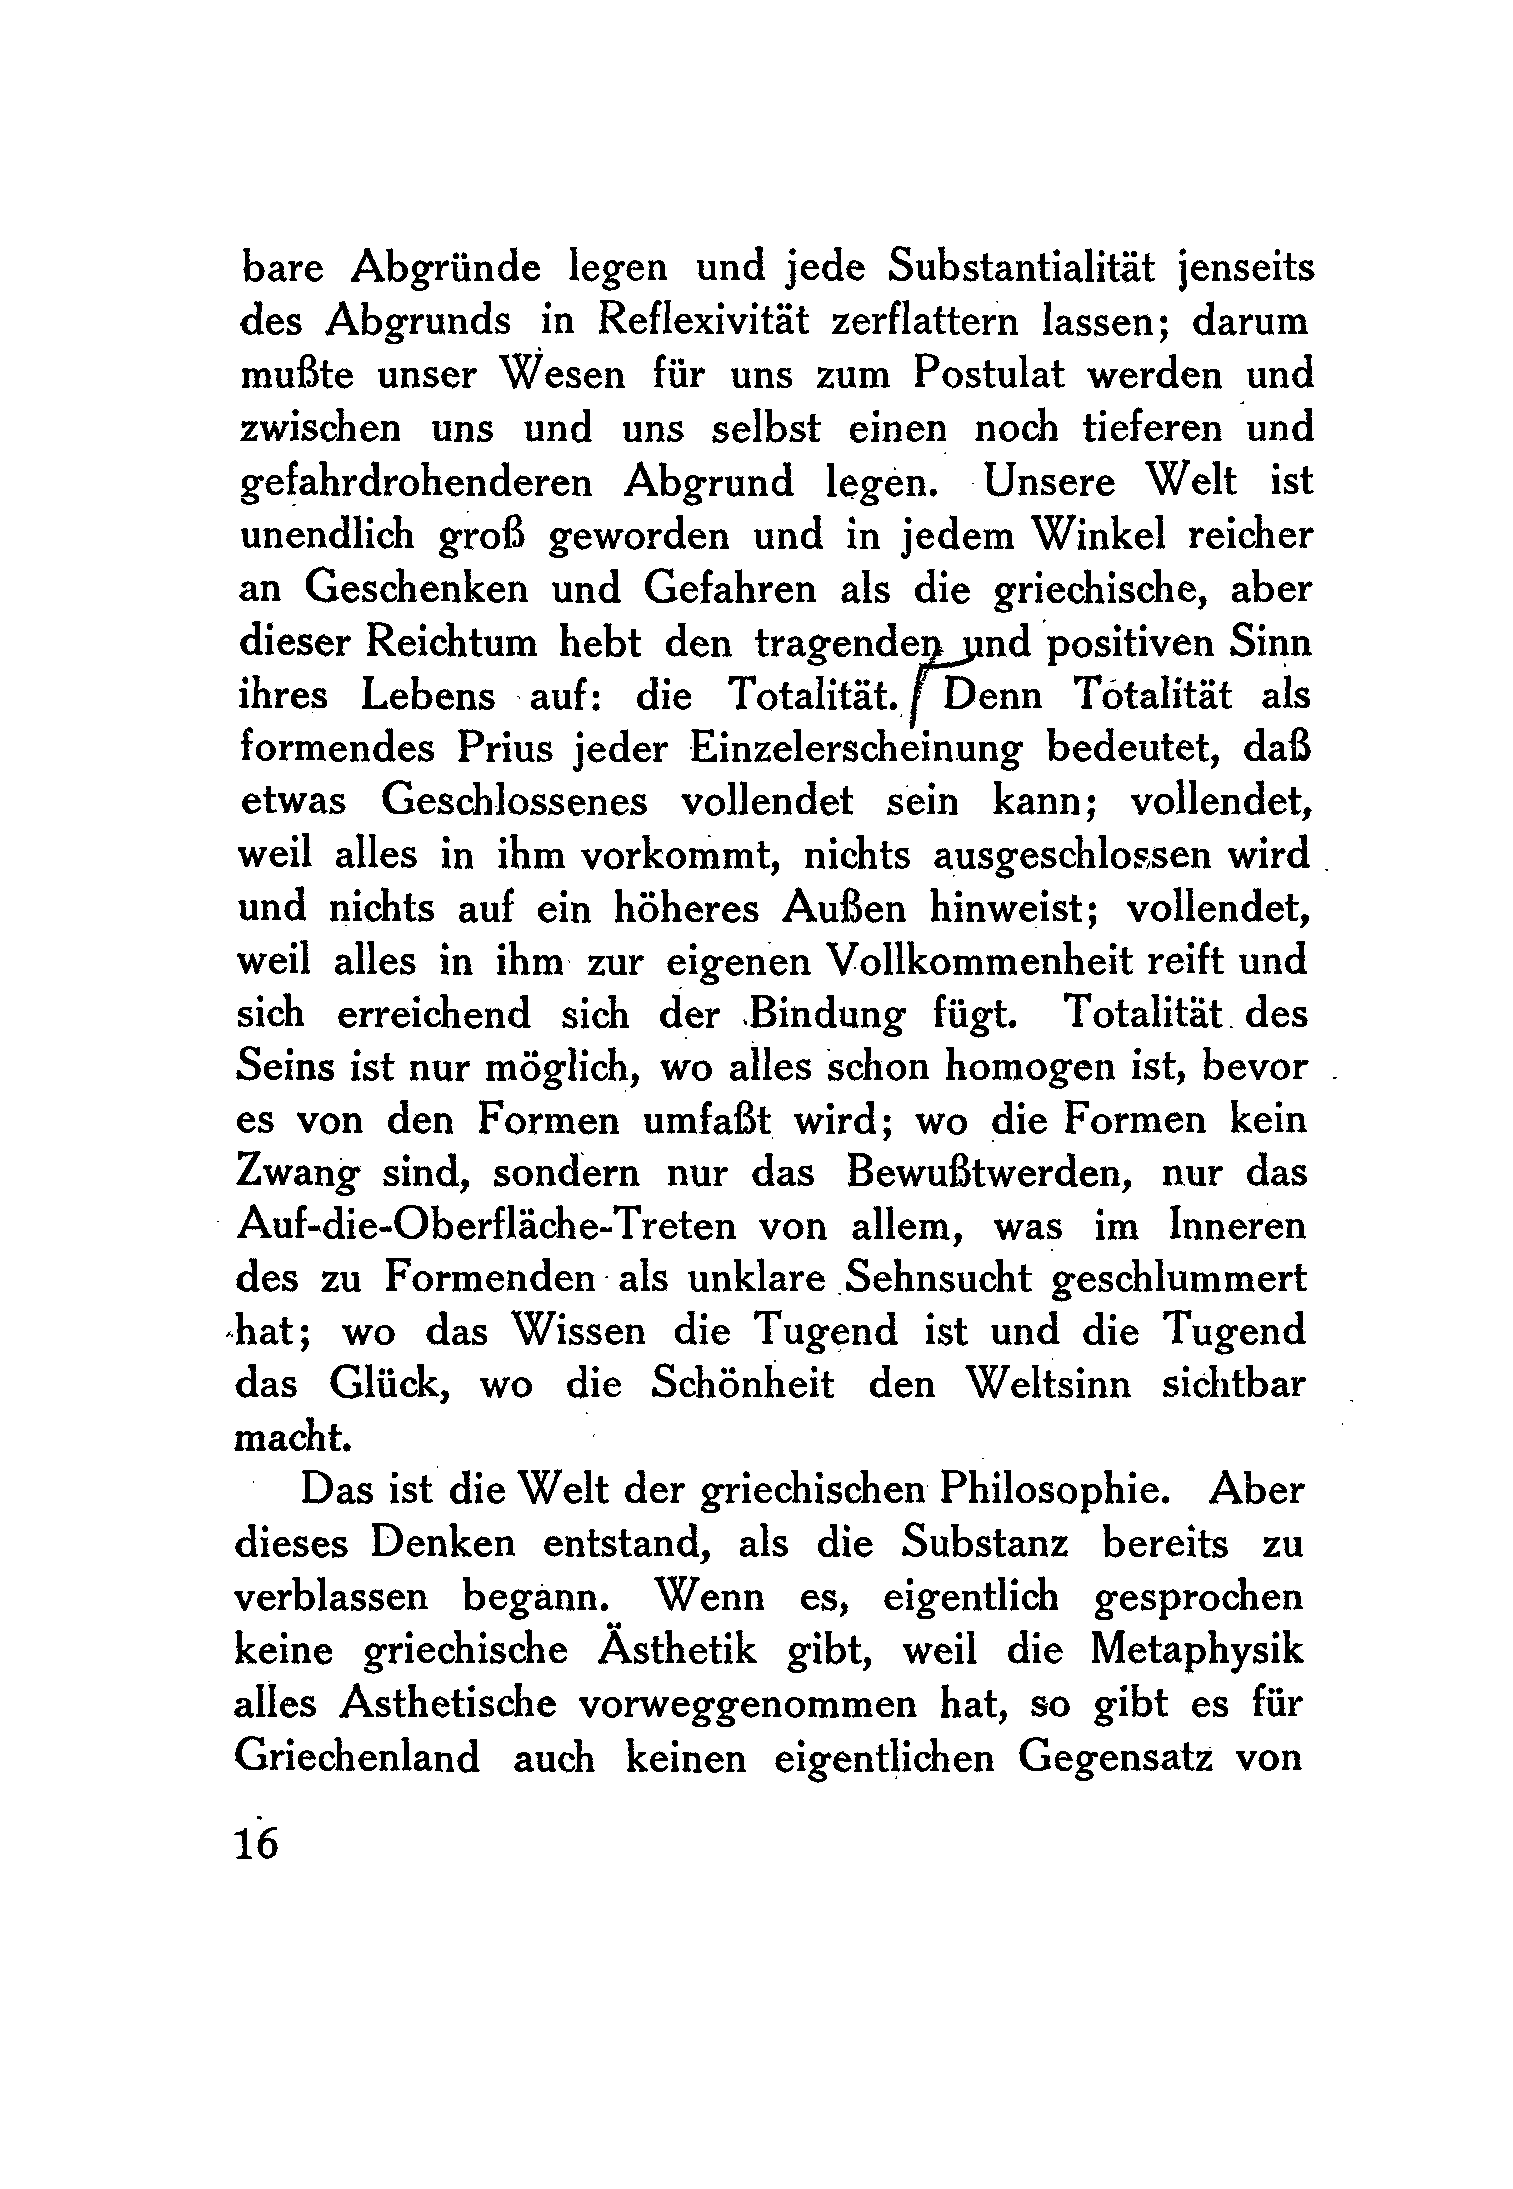 bare Abgründe legen und jede Substantialität jenseits
des Abgrunds in Reflexivität zerflattern lassen; darum
mußte unser Wesen für uns zum Postulat werden und
zwischen uns und uns selbst einen noch tieferen und
gefahrdrohenderen Abgrund legen. Unsere Welt ist
unendlich groß geworden und in jedem Winkel reicher
an Geschenken und Gefahren als die griechische, aber
dieser Reichtum hebt den tragenden und positiven Sinn
ihres Lebens auf: die Totalität. Denn Totalität als
formendes Prius jeder Einzelerscheinung bedeutet, daß
etwas Geschlossenes vollendet sein kann; vollendet,
weil alles in ihm vorkommt, nichts ausgeschlossen wird
und nichts auf ein höheres Außen hinweist; vollendet,
weil alles in ihm zur eigenen Vollkommenheit reift und
sich erreichend sich der Bindung fügt. Totalität des
Seins ist nur möglich, wo alles schon homogen ist, bevor
es von den Formen umfaßt wird; wo die Formen kein
Zwang sind, sondern nur das Bewußtwerden, nur das
Auf-die-Oberfläche-Treten von allem, was im Inneren
des zu Formenden als unklare Sehnsucht geschlummert
hat; wo das Wissen die Tugend ist und die Tugend
das Glück, wo die Schönheit den Weltsinn sichtbar
macht.
Das ist die Welt der griechischen Philosophie. Aber
dieses Denken entstand, als die Substanz bereits zu
verblassen begann. Wenn es, eigentlich gesprochen
keine griechische Ästhetik gibt, weil die Metaphysik
alles Asthetische vorweggenommen hat, so gibt es für
Griechenland auch keinen eigentlichen Gegensatz von
16